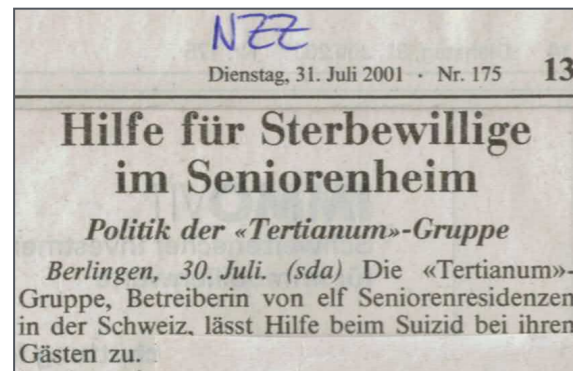 NZZ
Dienstag, 31. Juli 2001 · Nr. 175 13
Hilfe für Sterbewillige
im Seniorenheim
Politik der «Tertianum»-Gruppe
Berlingen, 30. Juli. (sda) Die «Tertianum»-
Gruppe, Betreiberin von elf Seniorenresidenzen
in der Schweiz, lässt Hilfe beim Suizid bei ihren
Gästen zu.